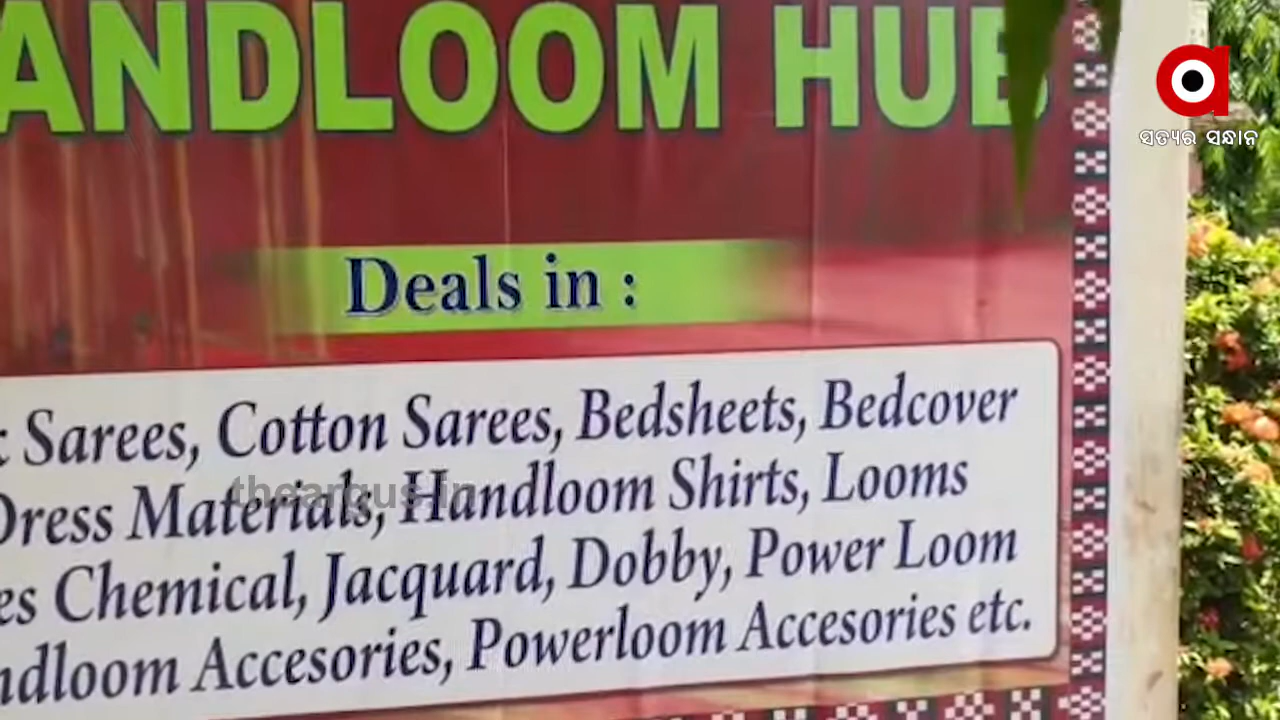 ANDLOOM HUB
ସତ୍ୟର ସନ୍ଧାନ
Deals in :
Sarees, Cotton Sarees, Bedsheets, Bedcover
Dress Materials, Handloom Shirts, Looms
theargus.in
es Chemical, Jacquard, Dobby, Power Loom
ndloom Accesories, Powerloom Accesories etc.